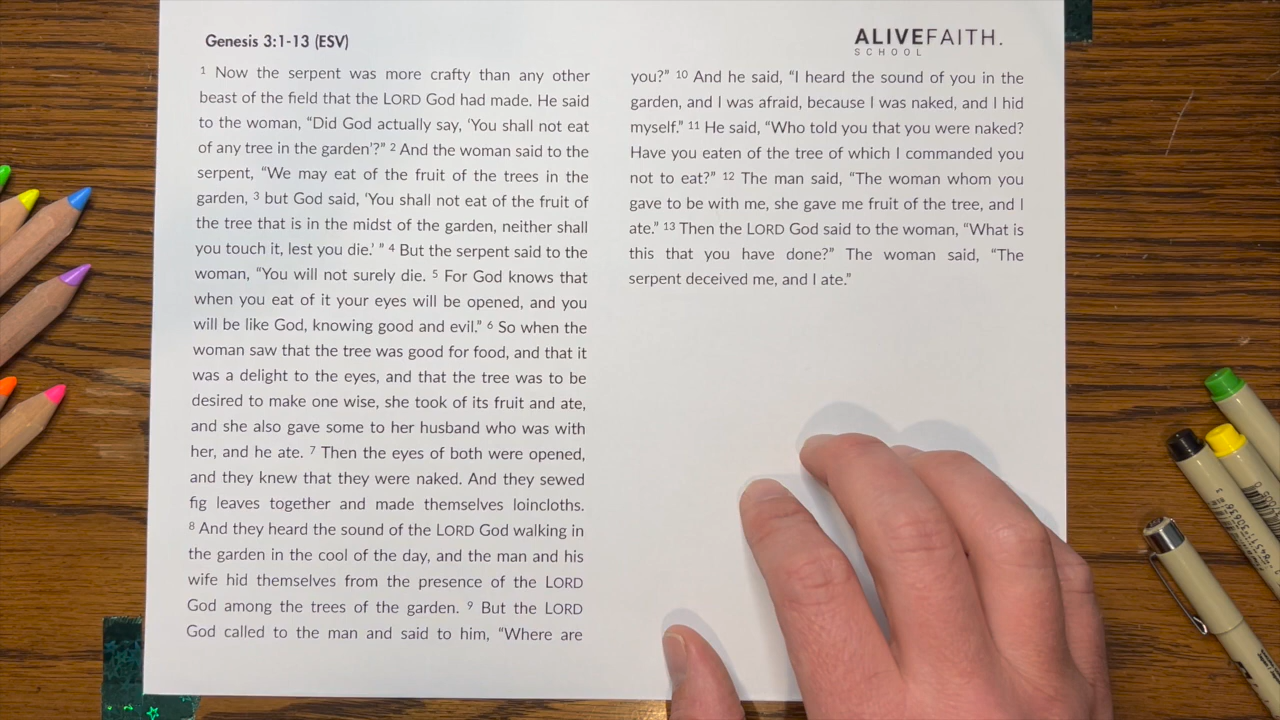 Genesis 3:1-13 (ESV)
ALIVEFAITH.
SCHOOL
1 Now the serpent was more crafty than any other
beast of the field that the LORD God had made. He said
to the woman, “Did God actually say, ‘You shall not eat
of any tree in the garden’?” 2 And the woman said to the
serpent, “We may eat of the fruit of the trees in the
garden, 3 but God said, ‘You shall not eat of the fruit of
the tree that is in the midst of the garden, neither shall
you touch it, lest you die.’ ” 4 But the serpent said to the
woman, “You will not surely die. 5 For God knows that
when you eat of it your eyes will be opened, and you
will be like God, knowing good and evil.” 6 So when the
woman saw that the tree was good for food, and that it
was a delight to the eyes, and that the tree was to be
desired to make one wise, she took of its fruit and ate,
and she also gave some to her husband who was with
her, and he ate. 7 Then the eyes of both were opened,
and they knew that they were naked. And they sewed
fig leaves together and made themselves loincloths.
8 And they heard the sound of the LORD God walking in
the garden in the cool of the day, and the man and his
wife hid themselves from the presence of the LORD
God among the trees of the garden. 9 But the LORD
God called to the man and said to him, “Where are
you?” 10 And he said, “I heard the sound of you in the
garden, and I was afraid, because I was naked, and I hid
myself.” 11 He said, “Who told you that you were naked?
Have you eaten of the tree of which I commanded you
not to eat?” 12 The man said, “The woman whom you
gave to be with me, she gave me fruit of the tree, and I
ate.” 13 Then the LORD God said to the woman, “What is
this that you have done?” The woman said, “The
serpent deceived me, and I ate.”